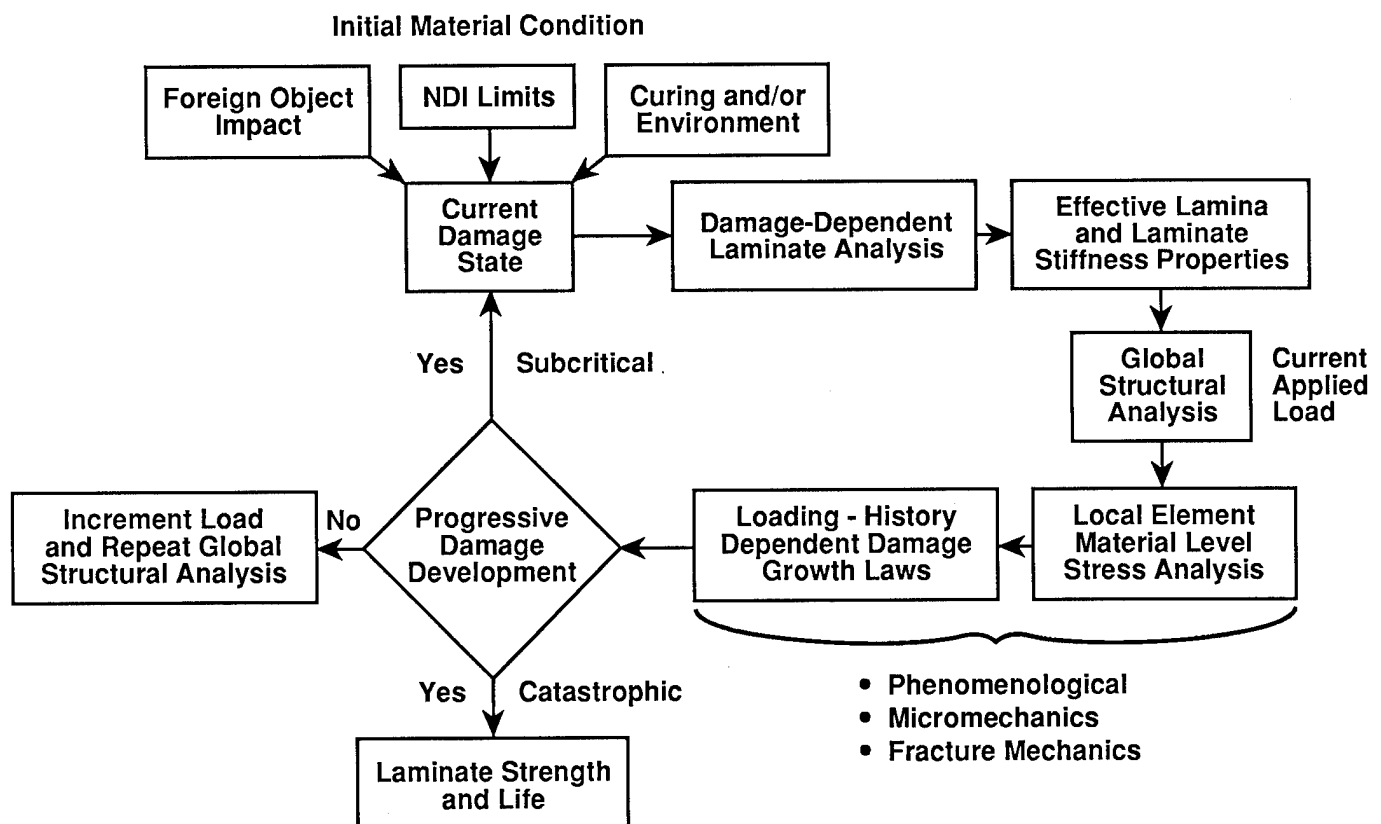 Initial Material Condition
Foreign Object
Impact
NDI Limits
Curing and/or
Environment
Current
Damage
State
Damage-Dependent
Laminate Analysis
Effective Lamina
and Laminate
Stiffness Properties
Yes
Subcritical
Global
Structural
Analysis
Current
Applied
Load
Increment Load
and Repeat Global
Structural Analysis
No
Progressive
Damage
Development
Loading - History
Dependent Damage
Growth Laws
Local Element
Material Level
Stress Analysis
Yes
Catastrophic
• Phenomenological
• Micromechanics
• Fracture Mechanics
Laminate Strength
and Life